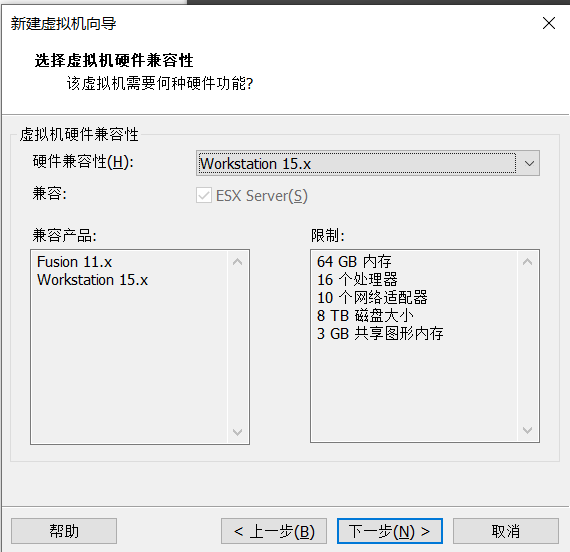 新建虚拟机向导
选择虚拟机硬件兼容性
该虚拟机需要何种硬件功能?
虚拟机硬件兼容性
硬件兼容性(H):
Workstation 15.x
兼容:
ESX Server(S)
兼容产品:
Fusion 11.x
Workstation 15.x
限制:
64 GB 内存
16 个处理器
10 个网络适配器
8 TB 磁盘大小
3 GB 共享图形内存
帮助
< 上一步(B)
下一步(N) >
取消